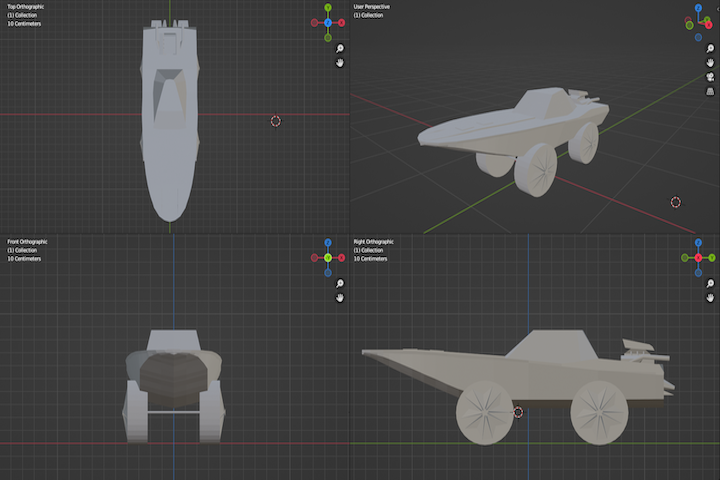 Top Orthographic
(1) Collection
10 Centimeters
User Perspective
(1) Collection
Front Orthographic
(1) Collection
10 Centimeters
Right Orthographic
(1) Collection
10 Centimeters